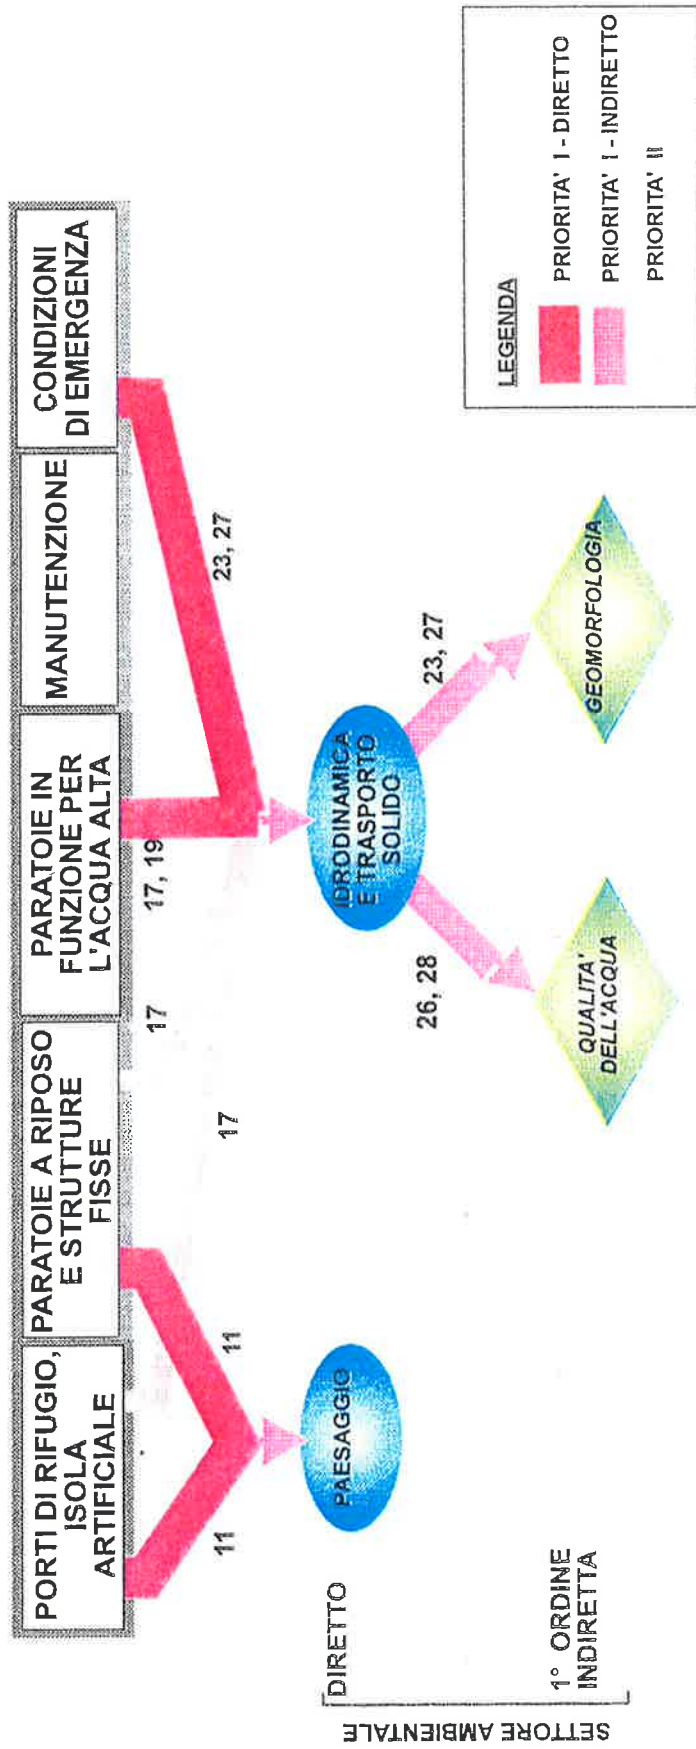 PORTI DI RIFUGIO,
ISOLA
ARTIFICIALE
PARATOIE A RIPOSO
E STRUTTURE
FISSE
PARATOIE IN
FUNZIONE PER
L'ACQUA ALTA
MANUTENZIONE
CONDIZIONI
DI EMERGENZA
11
11
17
17
17, 19
23, 27
SETTORE AMBIENTALE
DIRETTO
PAESAGGIO
IDRODINAMICA
E TRASPORTO
SOLIDO
26, 28
23, 27
1° ORDINE
INDIRETTA
QUALITA'
DELL'ACQUA
GEOMORFOLOGIA
LEGENDA
PRIORITA' I - DIRETTO
PRIORITA' I - INDIRETTO
PRIORITA' II